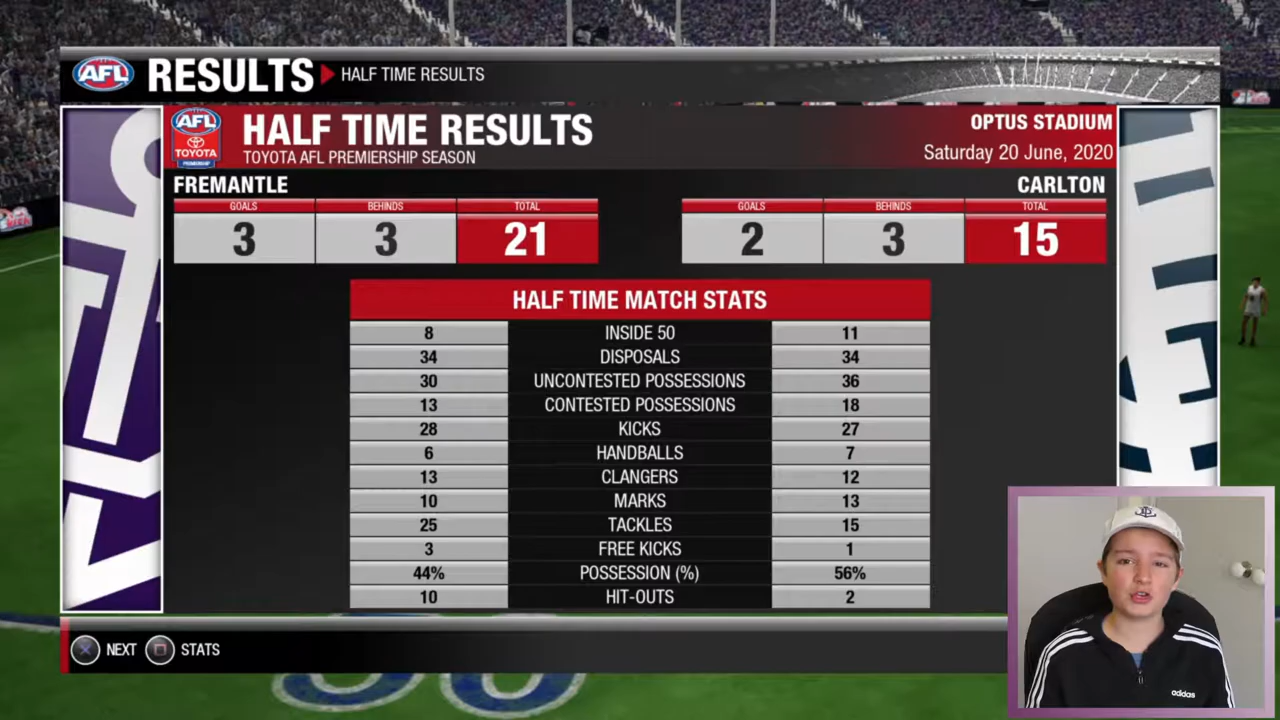 AFL RESULTS HALF TIME RESULTS
AFL
TOYOTA
PREMIERSHIP
HALF TIME RESULTS
TOYOTA AFL PREMIERSHIP SEASON
OPTUS STADIUM
Saturday 20 June, 2020
FREMANTLE
CARLTON
GOALS BEHINDS TOTAL GOALS BEHINDS TOTAL
3 3 21 2 3 15
HALF TIME MATCH STATS
8 INSIDE 50 11
34 DISPOSALS 34
30 UNCONTESTED POSSESSIONS 36
13 CONTESTED POSSESSIONS 18
28 KICKS 27
6 HANDBALLS 7
13 CLANGERS 12
10 MARKS 13
25 TACKLES 15
3 FREE KICKS 1
44% POSSESSION (%) 56%
10 HIT-OUTS 2
NEXT STATS
adidas
50